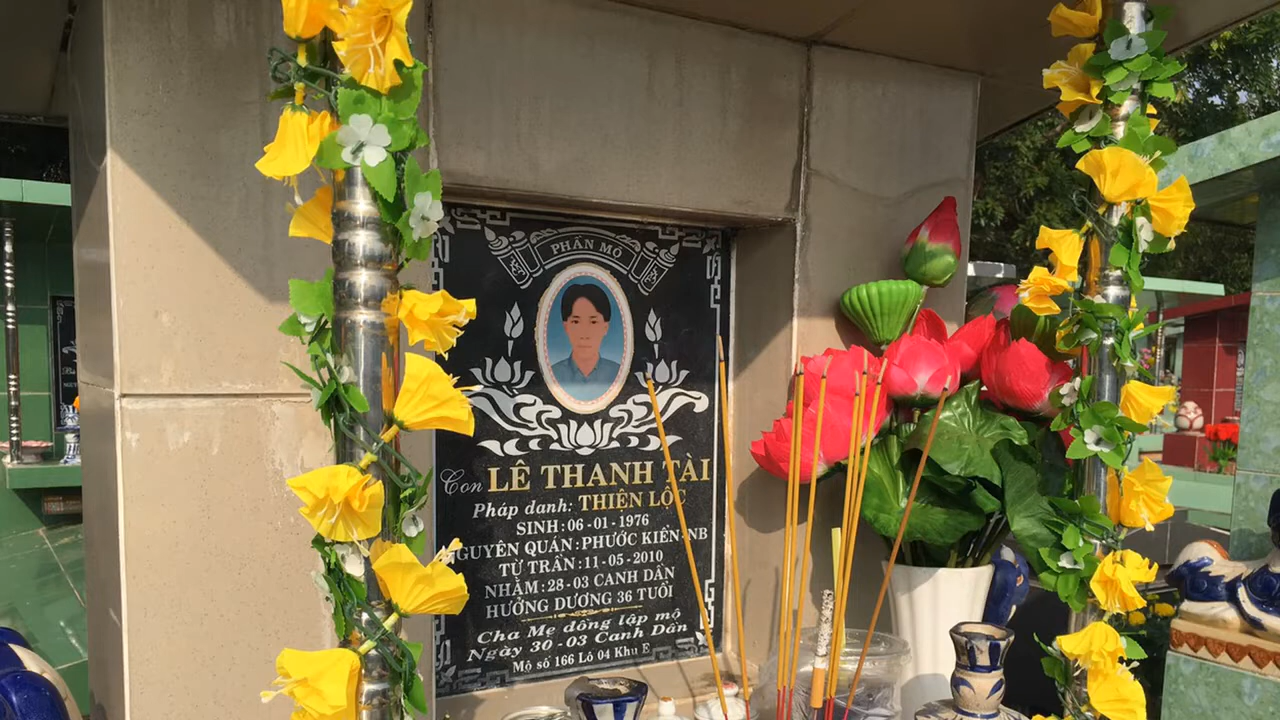 PHẦN MỘ
Con LÊ THANH TÀI
Pháp danh: THIỆN LỘC
SINH: 06-01-1976
NGUYÊN QUÁN: PHƯỚC KIỂN-NB
TỪ TRẦN: 11-05-2010
NHẰM: 28-03 CANH DẦN
HƯỞNG DƯƠNG 36 TUỔI
Cha Mẹ đồng lập mộ
Ngày 30-03 Canh Dần
Mộ số 166 Lô 04 Khu E